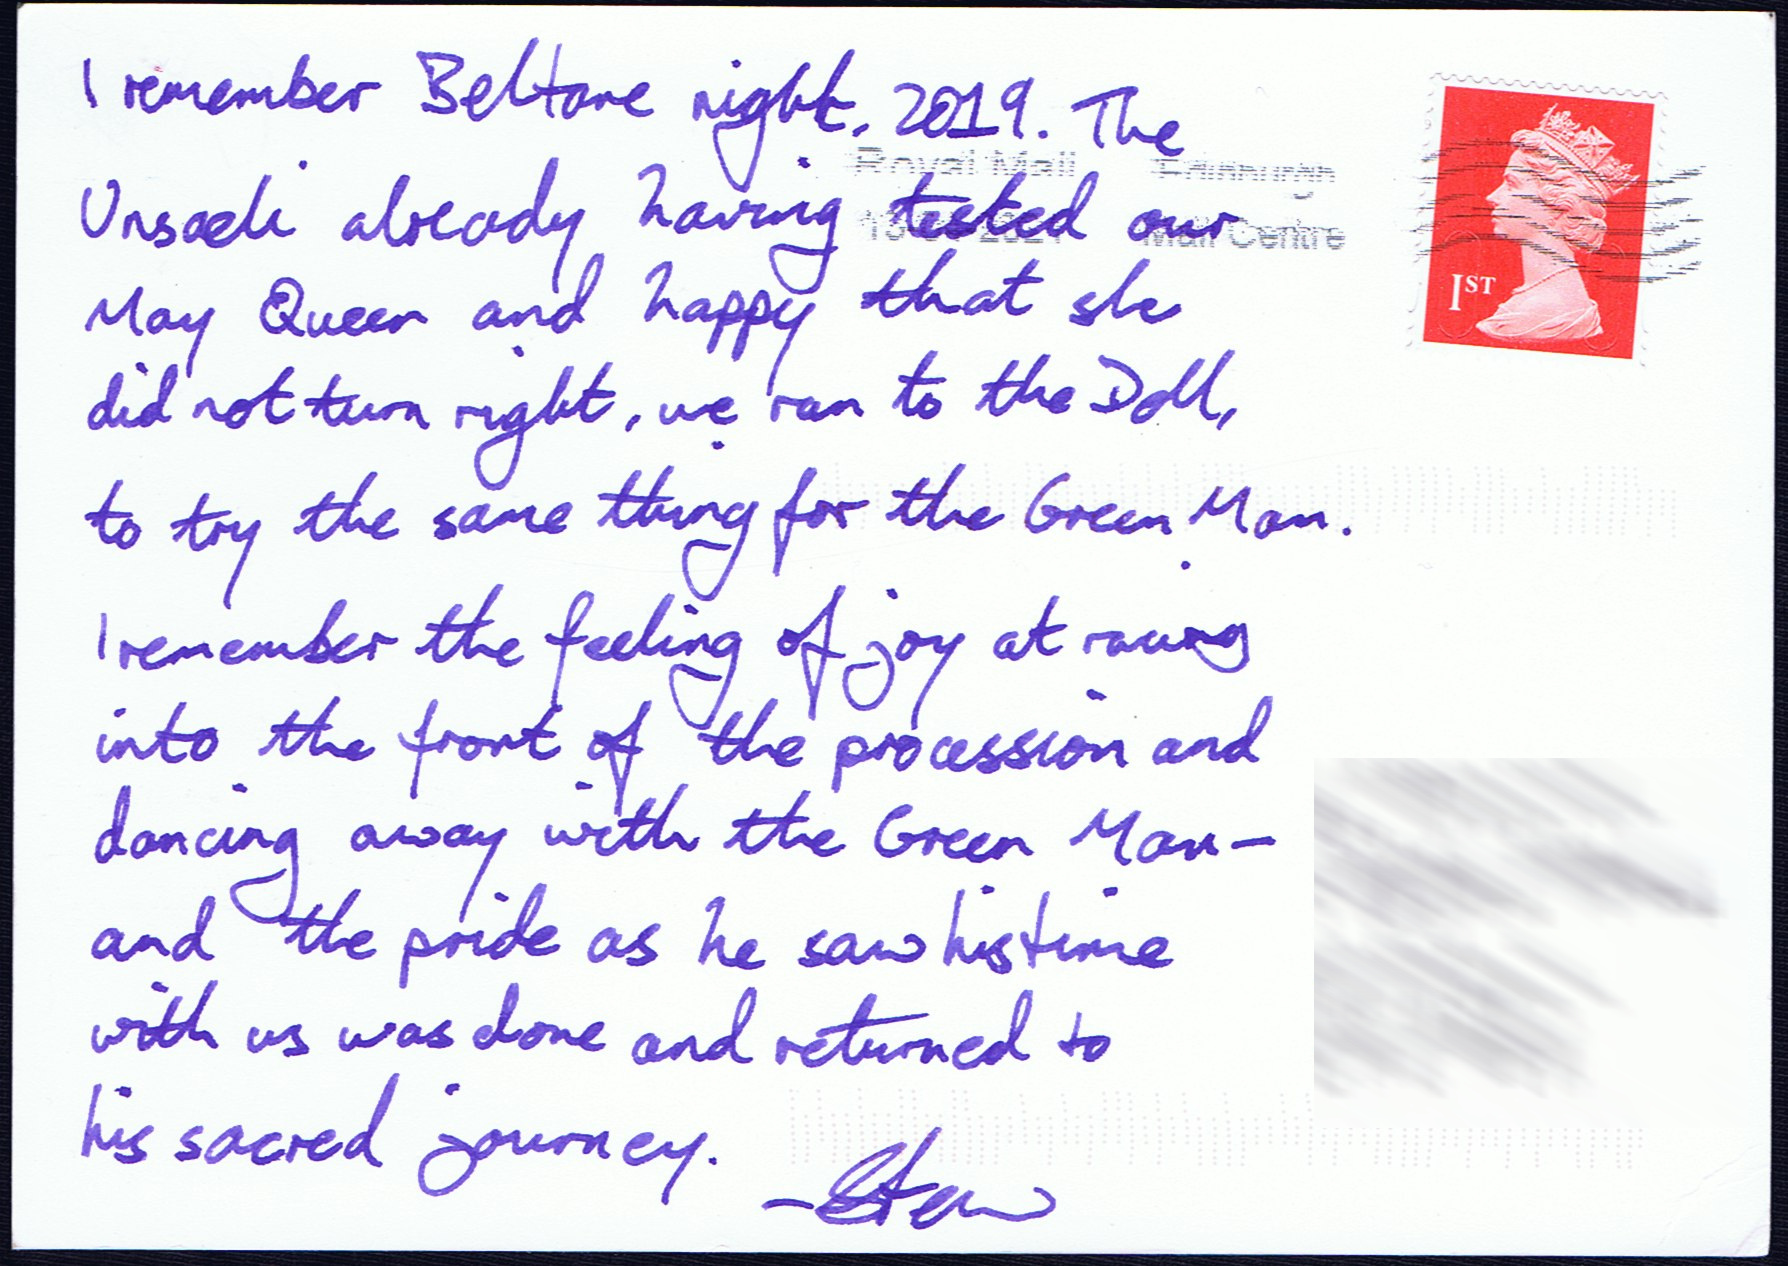 I remember Beltane night, 2019. The
Unsaeli already having tested our
May Queen and happy that she
did not turn right, we ran to the Doll,
to try the same thing for the Green Man.
I remember the feeling of joy at racing
into the front of the procession and
dancing away with the Green Man-
and the pride as he saw his time
with us was done and returned to
his sacred journey.
-Stew
Royal Mail Edinburgh
Mail Centre
1ST